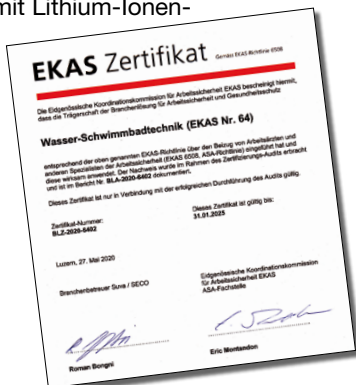 mit Lithium-Ionen-
EKAS Zertifikat Gemäss EKAS-Richtlinie 6508
Die Eidgenössische Koordinationskommission für Arbeitssicherheit EKAS bescheinigt hiermit,
dass die Trägerschaft der Branchenlösung für Arbeitssicherheit und Gesundheitsschutz
Wasser-Schwimmbadtechnik (EKAS Nr. 64)
entsprechend der oben genannten EKAS-Richtlinie über den Beizug von Arbeitsärzten und
anderen Spezialisten der Arbeitssicherheit (EKAS 6508, ASA-Richtlinie) eingeführt hat und
diese wirksam anwendet. Der Nachweis wurde im Rahmen des Zertifizierungs-Audits erbracht
und ist im Bericht Nr. BLA-2020-6402 dokumentiert.
Dieses Zertifikat ist nur in Verbindung mit der erfolgreichen Durchführung des Audits gültig.
Zertifikat-Nummer:
BLZ-2020-6402
Dieses Zertifikat ist gültig bis:
31.01.2025
Luzern, 27. Mai 2020
Branchenbetreuer Suva / SECO
Eidgenössische Koordinationskommission
für Arbeitssicherheit EKAS
ASA-Fachstelle
Roman Bongni
Eric Montandon